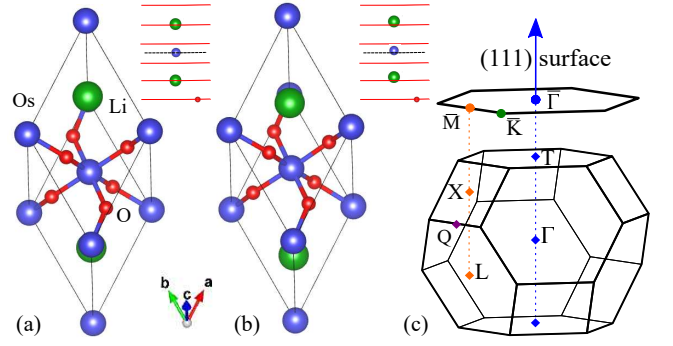 (111) surface
Γ̅
M̅
K̅
Os
Li
T
X
Q
Γ
O
L
b
c
a
(a)
(b)
(c)